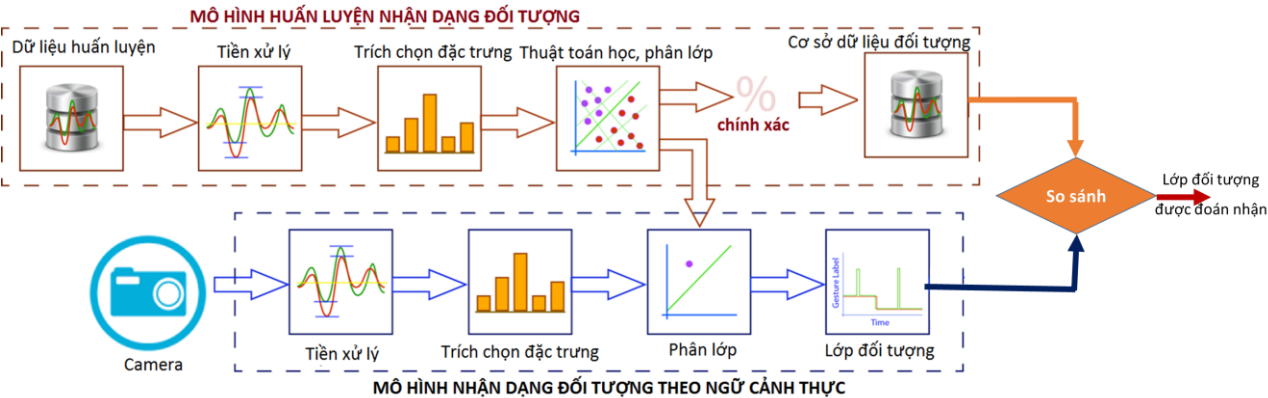 MÔ HÌNH HUẤN LUYỆN NHẬN DẠNG ĐỐI TƯỢNG
Dữ liệu huấn luyện
Tiền xử lý
Trích chọn đặc trưng
Thuật toán học, phân lớp
Cơ sở dữ liệu đối tượng
%
chính xác
So sánh
Lớp đối tượng
được đoán nhận
Camera
Tiền xử lý
Trích chọn đặc trưng
Phân lớp
Gesture Label
Time
Lớp đối tượng
MÔ HÌNH NHẬN DẠNG ĐỐI TƯỢNG THEO NGỮ CẢNH THỰC